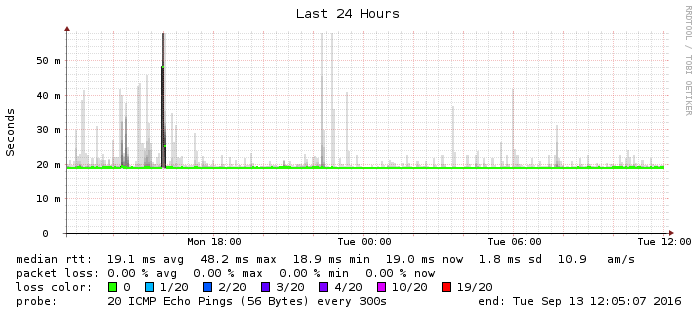 Last 24 Hours
RRDTOOL / TOBI OETIKER
Seconds
50 m
40 m
30 m
20 m
10 m
0
Mon 18:00 Tue 00:00 Tue 06:00 Tue 12:00
median rtt: 19.1 ms avg 48.2 ms max 18.9 ms min 19.0 ms now 1.8 ms sd 10.9 am/s
packet loss: 0.00 % avg 0.00 % max 0.00 % min 0.00 % now
loss color: 0 1/20 2/20 3/20 4/20 10/20 19/20
probe: 20 ICMP Echo Pings (56 Bytes) every 300s end: Tue Sep 13 12:05:07 2016